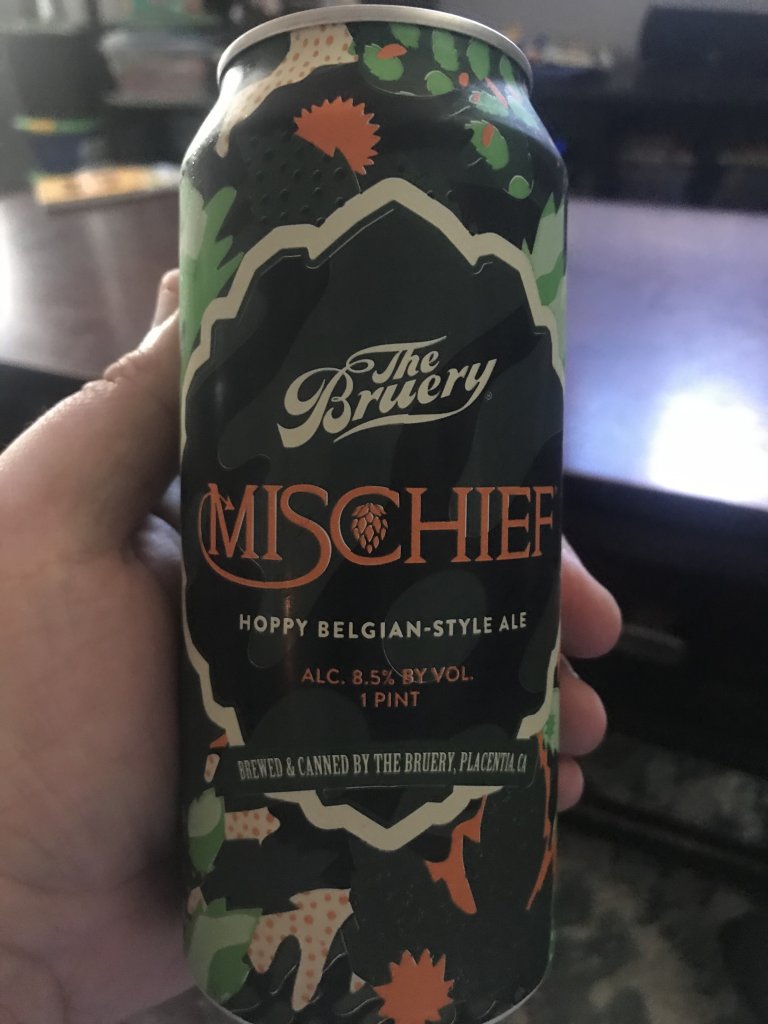 The
Bruery
MISCHIEF
HOPPY BELGIAN-STYLE ALE
ALC. 8.5% BY VOL.
1 PINT
BREWED & CANNED BY THE BRUERY, PLACENTIA, CA